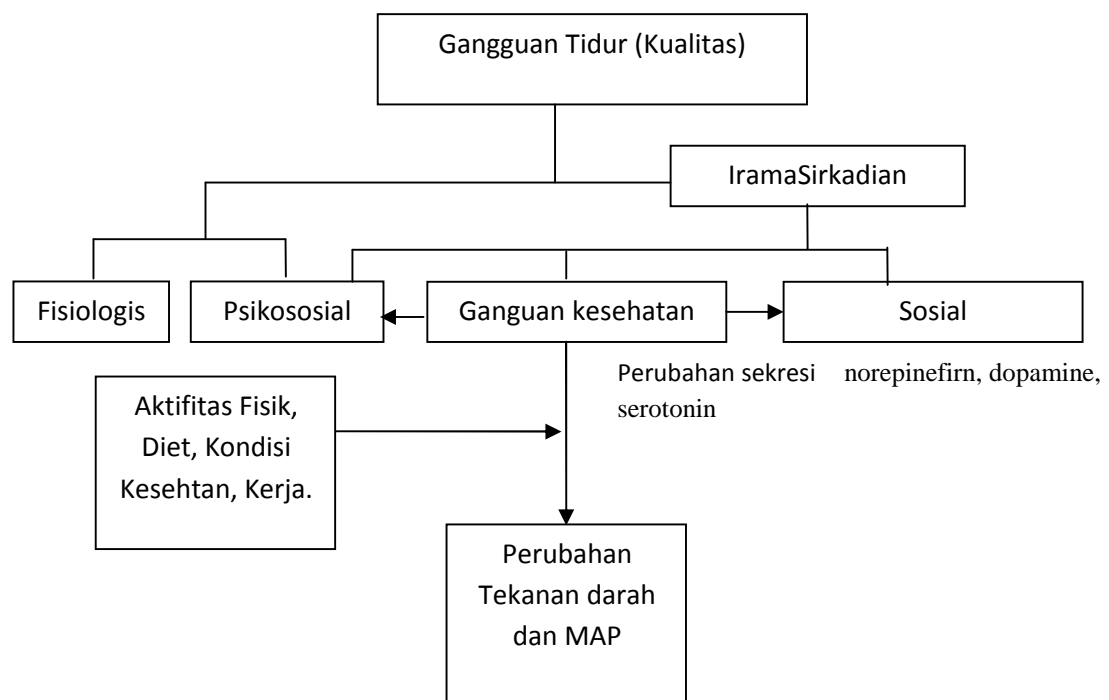 Gangguan Tidur (Kualitas)
IramaSirkadian
Fisiologis
Psikososial
Ganguan kesehatan
Sosial
Perubahan sekresi norepinefirn, dopamine,
serotonin
Aktifitas Fisik,
Diet, Kondisi
Kesehtan, Kerja.
Perubahan
Tekanan darah
dan MAP